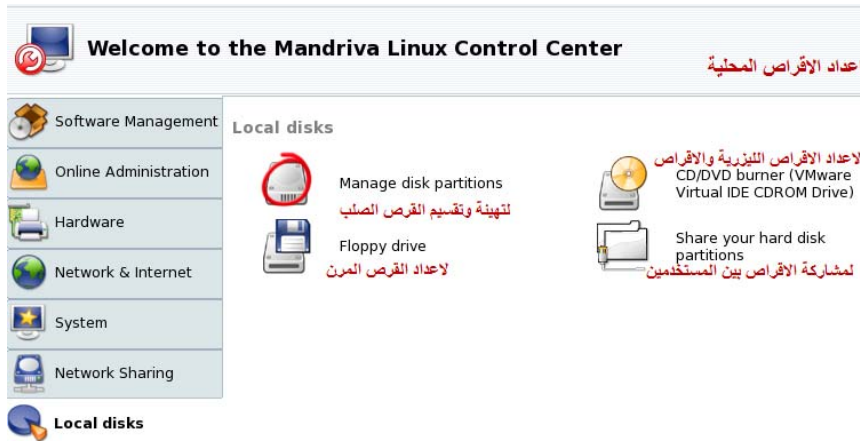 Welcome to the Mandriva Linux Control Center
لاعداد الاقراص المحلية
Software Management
Online Administration
Hardware
Network & Internet
System
Network Sharing
Local disks
Local disks
Manage disk partitions
لتهيئة وتقسيم القرص الصلب
لاعداد الاقراص الليزرية والاقراص
CD/DVD burner (VMware
Virtual IDE CDROM Drive)
Floppy drive
لاعداد القرص المرن
Share your hard disk
partitions
لمشاركة الاقراص بين المستخدمين